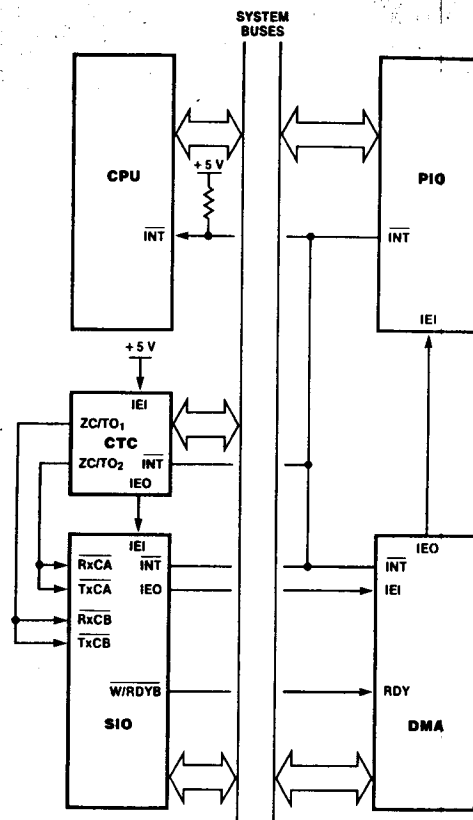 SYSTEM
BUSES
CPU
+ 5 V
INT
PIO
INT
IEI
+ 5 V
IEI
ZC/TO1
CTC
ZC/TO2
INT
IEO
IEI
RxCA
INT
TxCA
IEO
RxCB
TxCB
W/RDYB
SIO
IEO
INT
IEI
RDY
DMA